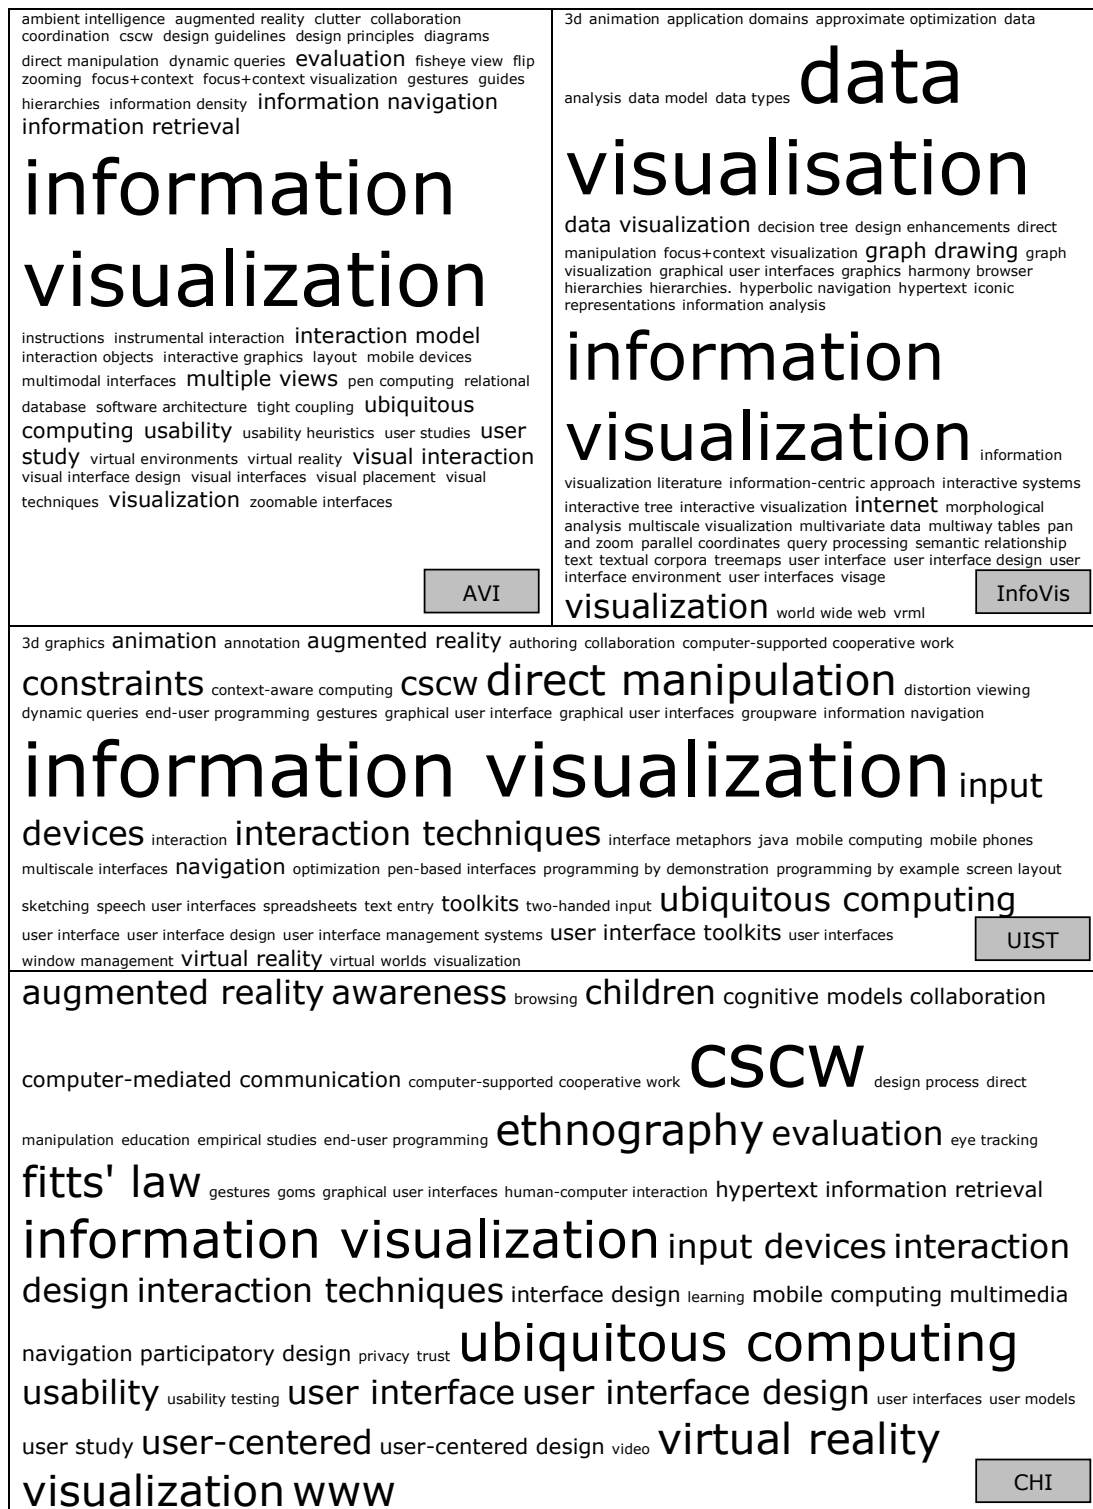 ambient intelligence augmented reality clutter collaboration
coordination cscw design guidelines design principles diagrams
direct manipulation dynamic queries evaluation fisheye view flip
zooming focus+context focus+context visualization gestures guides
hierarchies information density information navigation
information retrieval
information
visualization
instructions instrumental interaction interaction model
interaction objects interactive graphics layout mobile devices
multimodal interfaces multiple views pen computing relational
database software architecture tight coupling ubiquitous
computing usability usability heuristics user studies user
study virtual environments virtual reality visual interaction
visual interface design visual interfaces visual placement visual
techniques visualization zoomable interfaces
AVI
3d animation application domains approximate optimization data
analysis data model data types data
visualisation
data visualization decision tree design enhancements direct
manipulation focus+context visualization graph drawing graph
visualization graphical user interfaces graphics harmony browser
hierarchies hierarchies. hyperbolic navigation hypertext iconic
representations information analysis
information
visualization information
visualization literature information-centric approach interactive systems
interactive tree interactive visualization internet morphological
analysis multiscale visualization multivariate data multiway tables pan
and zoom parallel coordinates query processing semantic relationship
text textual corpora treemaps user interface user interface design user
interface environment user interfaces visage
visualization world wide web vrml
InfoVis
3d graphics animation annotation augmented reality authoring collaboration computer-supported cooperative work
constraints context-aware computing cscw direct manipulation distortion viewing
dynamic queries end-user programming gestures graphical user interface graphical user interfaces groupware information navigation
information visualization input
devices interaction interaction techniques interface metaphors java mobile computing mobile phones
multiscale interfaces navigation optimization pen-based interfaces programming by demonstration programming by example screen layout
sketching speech user interfaces spreadsheets text entry toolkits two-handed input ubiquitous computing
user interface user interface design user interface management systems user interface toolkits user interfaces
window management virtual reality virtual worlds visualization
UIST
augmented reality awareness browsing children cognitive models collaboration
computer-mediated communication computer-supported cooperative work cscw design process direct
manipulation education empirical studies end-user programming ethnography evaluation eye tracking
fitts' law gestures goms graphical user interfaces human-computer interaction hypertext information retrieval
information visualization input devices interaction
design interaction techniques interface design learning mobile computing multimedia
navigation participatory design privacy trust ubiquitous computing
usability usability testing user interface user interface design user interfaces user models
user study user-centered user-centered design video virtual reality
visualization www
CHI